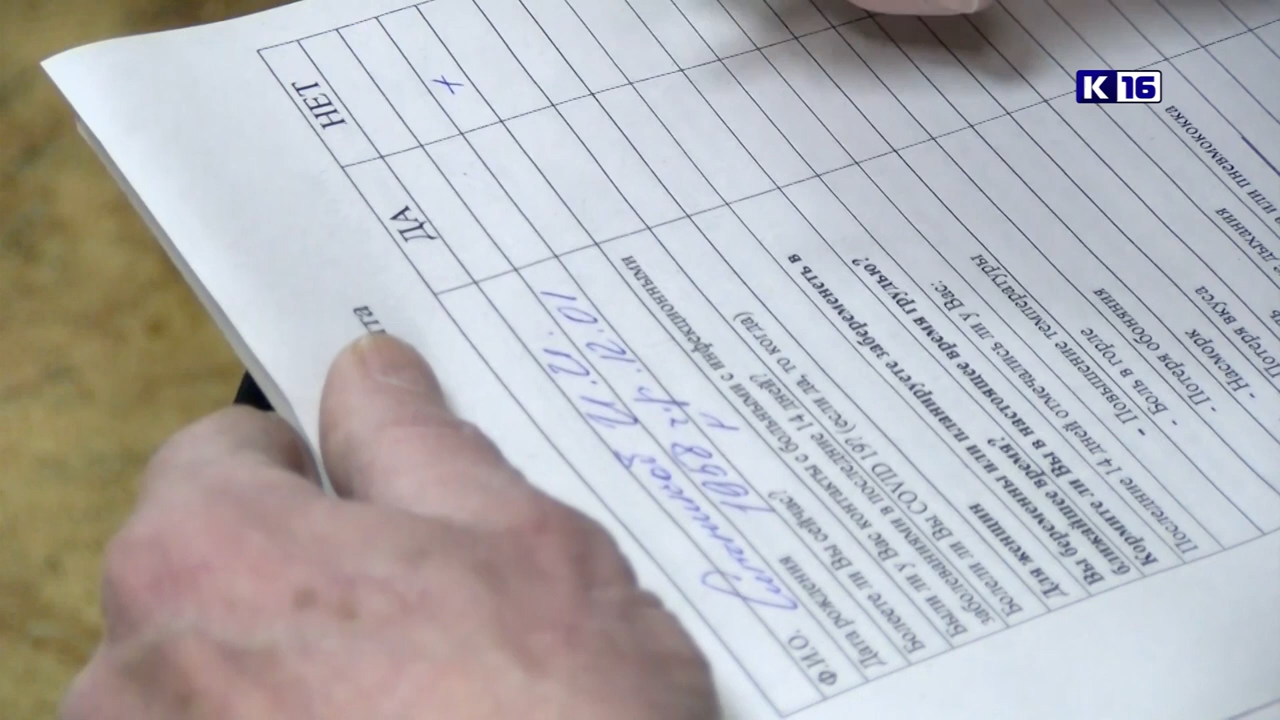 К 16
та
ДА НЕТ
Ф.И.О.
Дата рождения 1958 г.р. 12.01
Болеете ли Вы сейчас? +
Были ли у Вас контакты с больными с инфекционными
заболеваниями в последние 14 дней?
Болели ли Вы COVID 19? (если да, то когда)
Для женщин
Вы беременны или планируете забеременеть в
ближайшее время?
Кормите ли Вы в настоящее время грудью?
Последние 14 дней отмечались ли у Вас:
- Повышение температуры
- Боль в горле
- Потеря обоняния
- Насморк
- Потеря вкуса
дыхания
или пневмококка